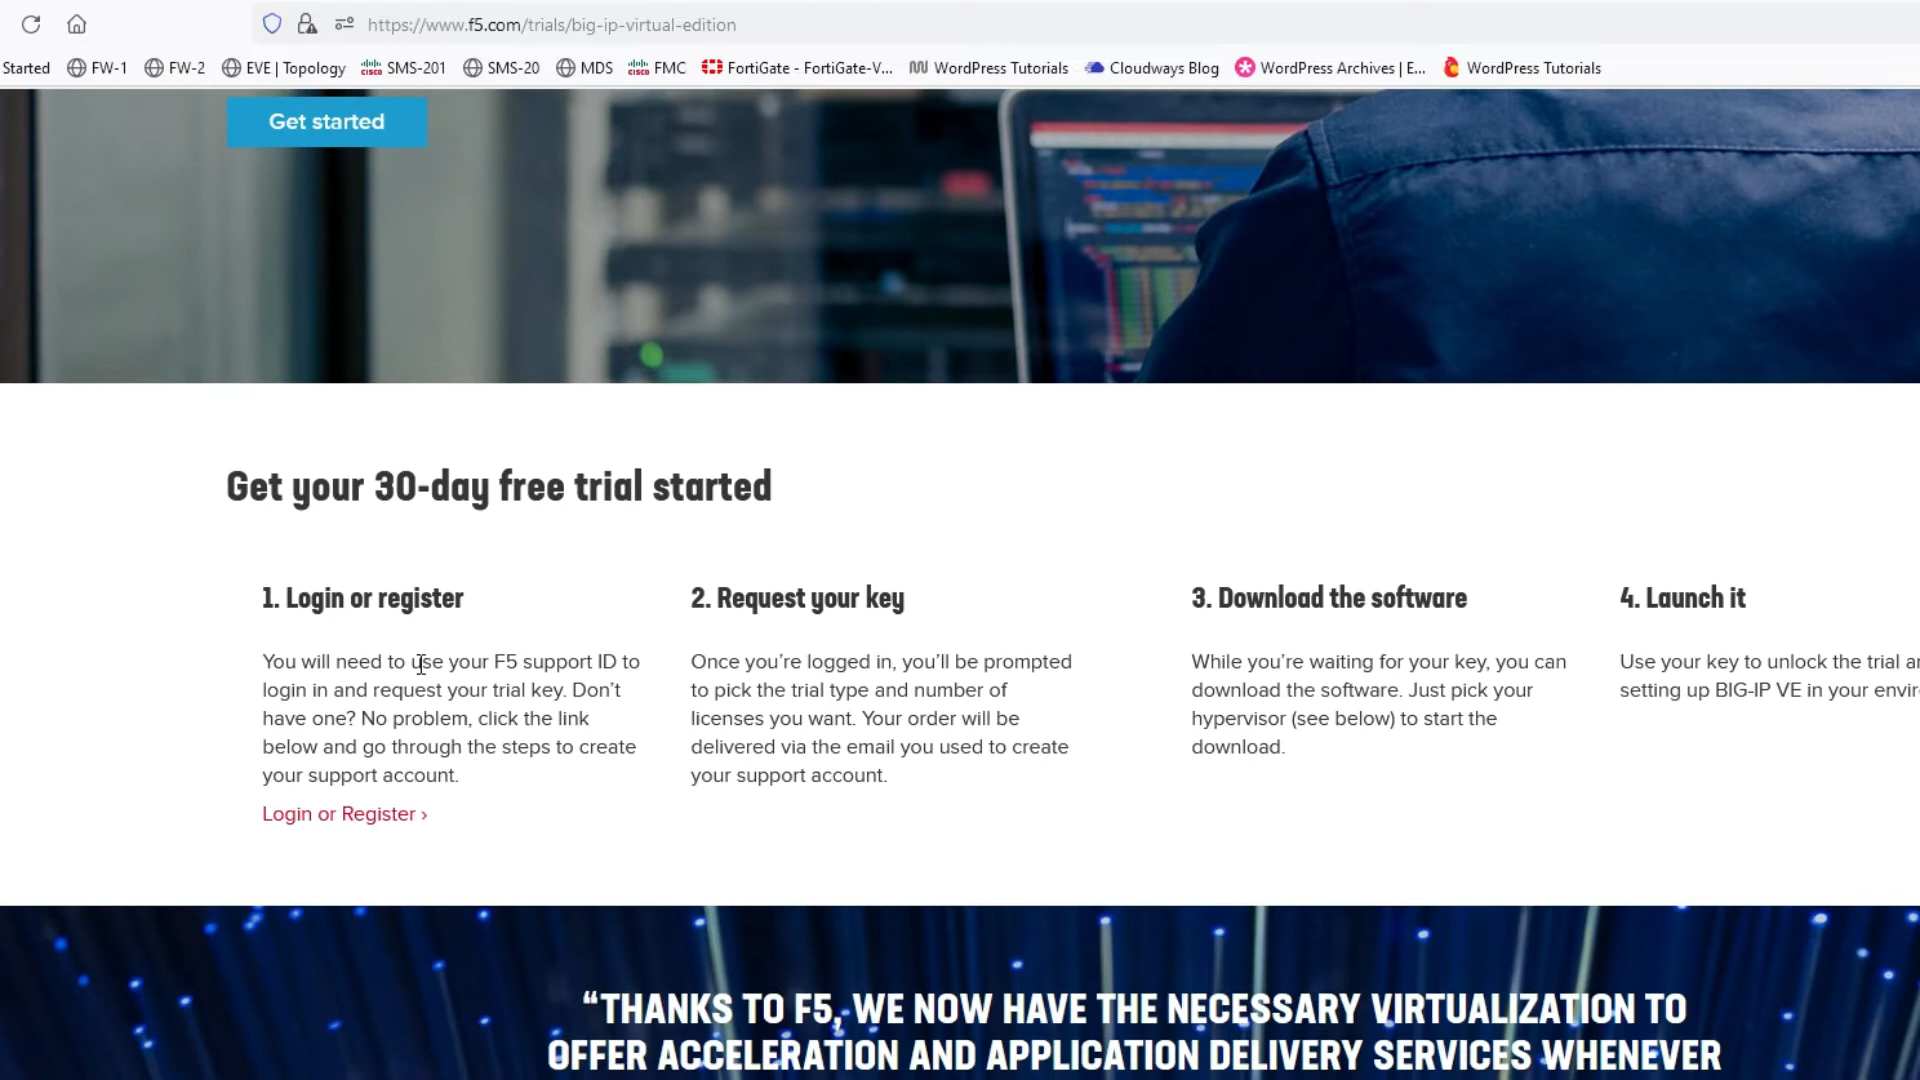 https://www.f5.com/trials/big-ip-virtual-edition
Started FW-1 FW-2 EVE | Topology SMS-201 SMS-20 MDS FMC FortiGate - FortiGate-V... WordPress Tutorials Cloudways Blog WordPress Archives | E... WordPress Tutorials
Get started
Get your 30-day free trial started
1. Login or register
You will need to use your F5 support ID to
login in and request your trial key. Don’t
have one? No problem, click the link
below and go through the steps to create
your support account.
Login or Register ›
2. Request your key
Once you’re logged in, you’ll be prompted
to pick the trial type and number of
licenses you want. Your order will be
delivered via the email you used to create
your support account.
3. Download the software
While you’re waiting for your key, you can
download the software. Just pick your
hypervisor (see below) to start the
download.
4. Launch it
Use your key to unlock the trial
setting up BIG-IP VE in your
“THANKS TO F5, WE NOW HAVE THE NECESSARY VIRTUALIZATION TO
OFFER ACCELERATION AND APPLICATION DELIVERY SERVICES WHENEVER